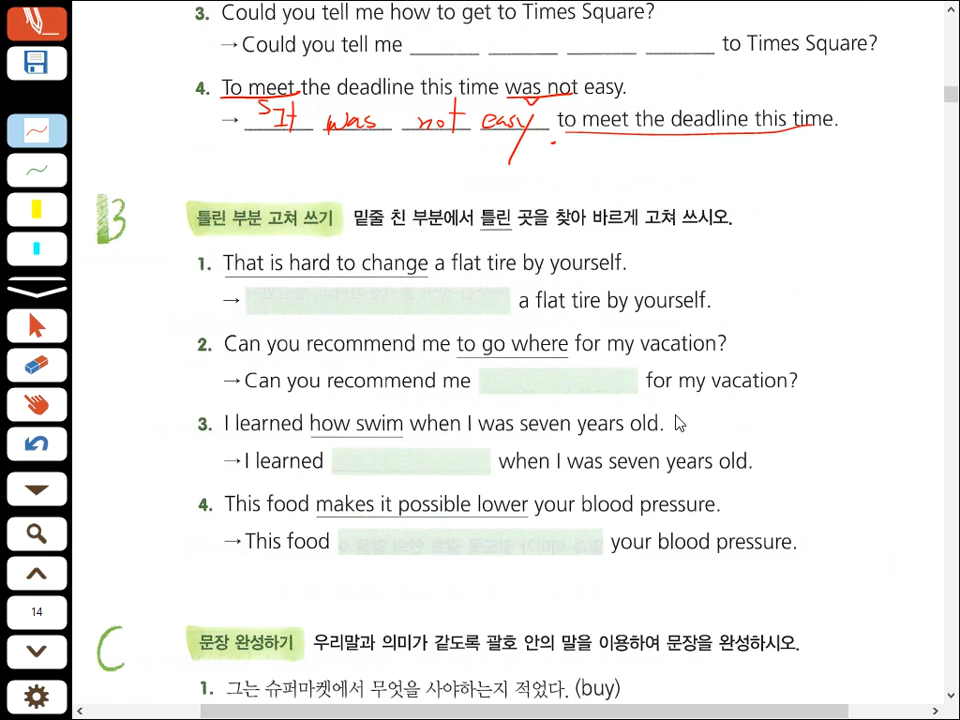 3. Could you tell me how to get to Times Square?
→ Could you tell me ____ ____ ____ ____ to Times Square?
4. To meet the deadline this time was not easy.
S V
→ It was not easy to meet the deadline this time.
B 틀린 부분 고쳐 쓰기 밑줄 친 부분에서 틀린 곳을 찾아 바르게 고쳐 쓰시오.
1. That is hard to change a flat tire by yourself.
→ a flat tire by yourself.
2. Can you recommend me to go where for my vacation?
→ Can you recommend me for my vacation?
3. I learned how swim when I was seven years old.
→ I learned when I was seven years old.
4. This food makes it possible lower your blood pressure.
→ This food your blood pressure.
14
C 문장 완성하기 우리말과 의미가 같도록 괄호 안의 말을 이용하여 문장을 완성하시오.
1. 그는 슈퍼마켓에서 무엇을 사야하는지 적었다. (buy)